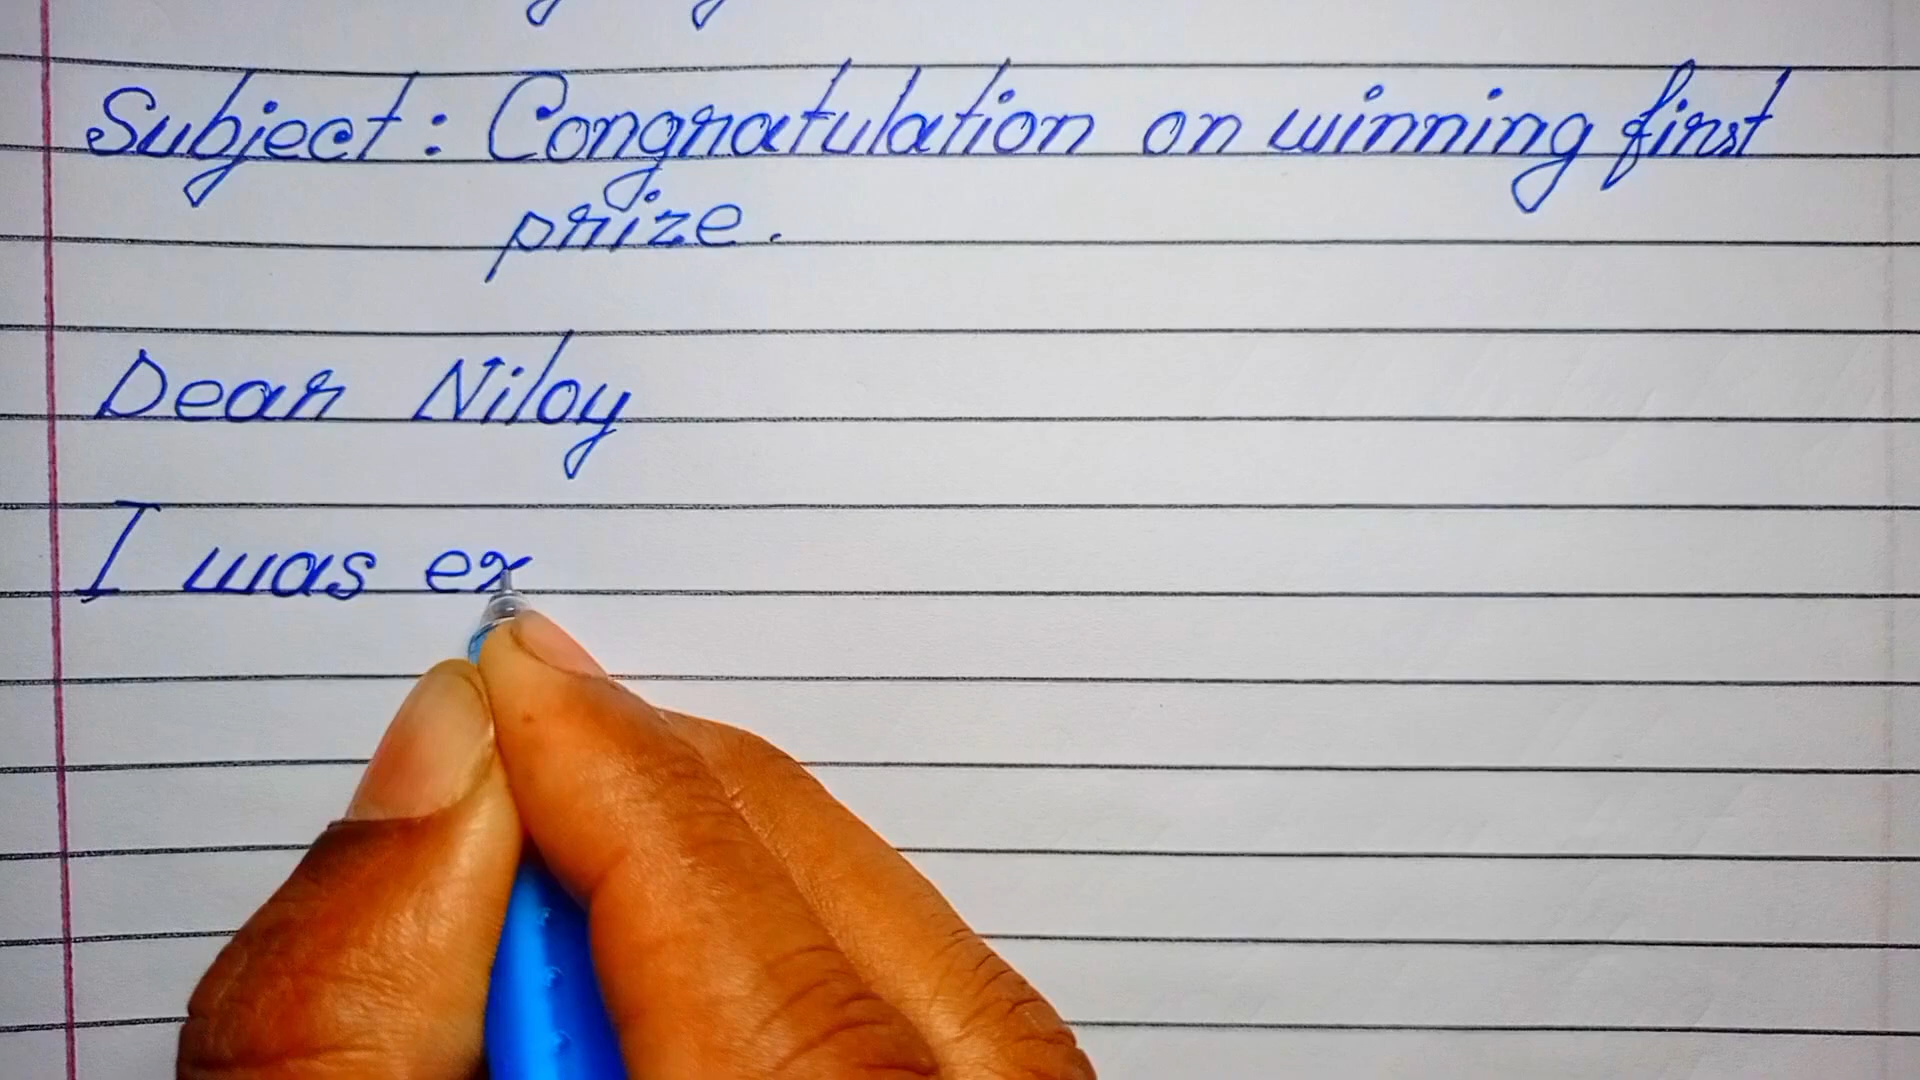 Subject: Congratulation on winning first
prize.
Dear Niloy
I was ex